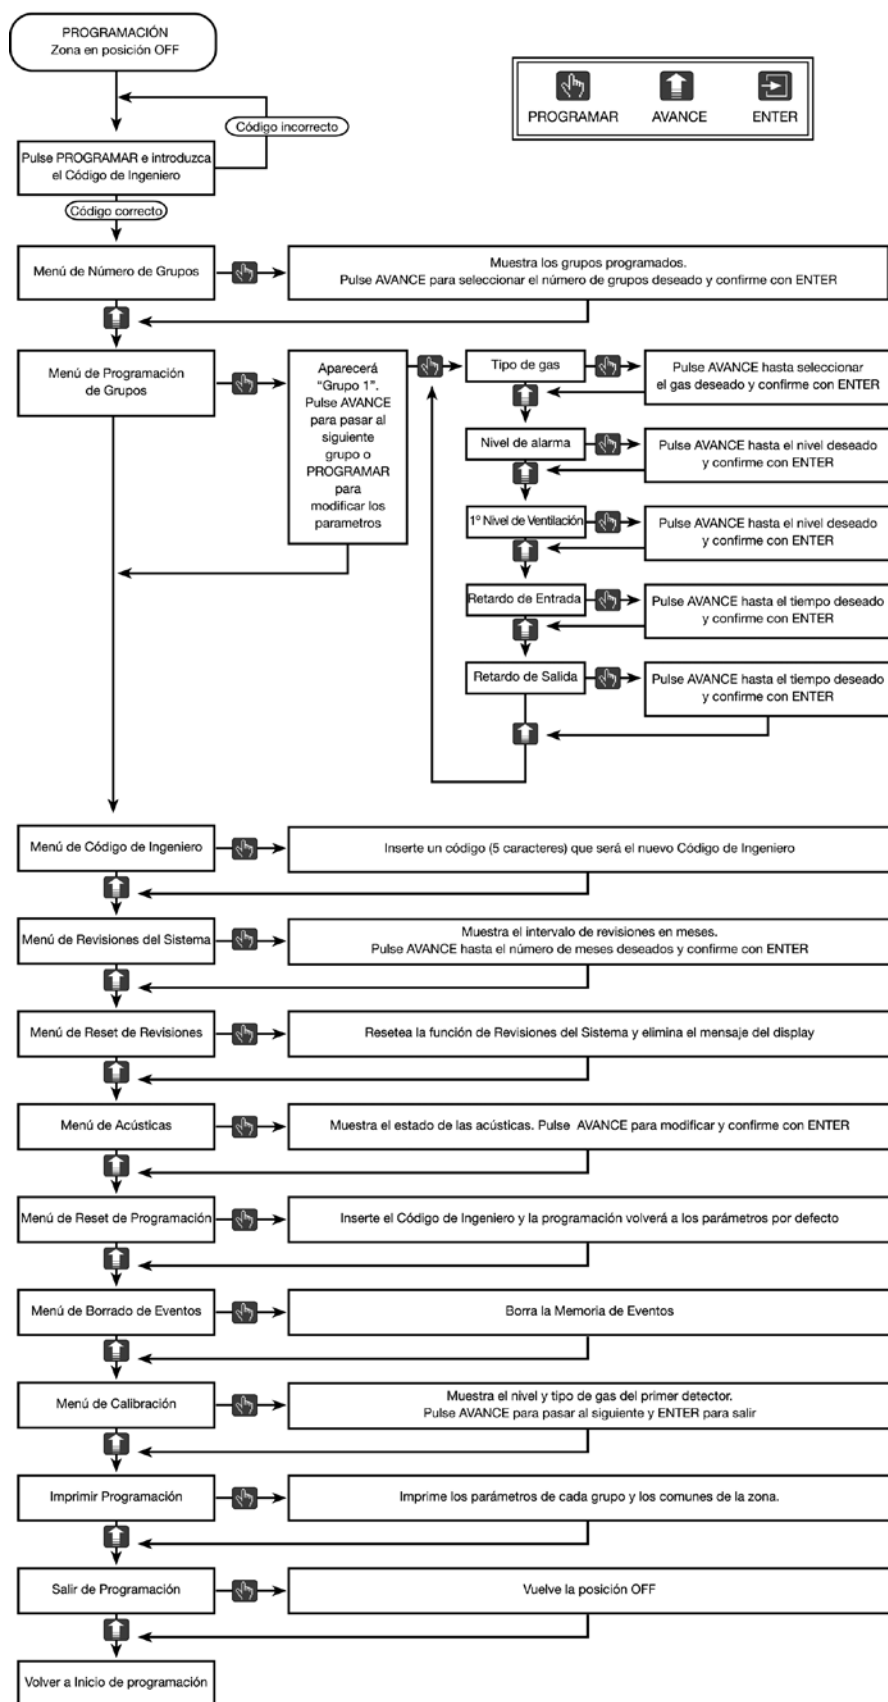 PROGRAMACIÓN
Zona en posición OFF
PROGRAMAR
AVANCE
ENTER
Código incorrecto
Pulse PROGRAMAR e introduzca
el Código de Ingeniero
Código correcto
Menú de Número de Grupos
Muestra los grupos programados.
Pulse AVANCE para seleccionar el número de grupos deseado y confirme con ENTER
Menú de Programación
de Grupos
Aparecerá
“Grupo 1”.
Pulse AVANCE
para pasar al
siguiente
grupo o
PROGRAMAR
para
modificar los
parametros
Tipo de gas
Pulse AVANCE hasta seleccionar
el gas deseado y confirme con ENTER
Nivel de alarma
Pulse AVANCE hasta el nivel deseado
y confirme con ENTER
1º Nivel de Ventilación
Pulse AVANCE hasta el nivel deseado
y confirme con ENTER
Retardo de Entrada
Pulse AVANCE hasta el tiempo deseado
y confirme con ENTER
Retardo de Salida
Pulse AVANCE hasta el tiempo deseado
y confirme con ENTER
Menú de Código de Ingeniero
Inserte un código (5 caracteres) que será el nuevo Código de Ingeniero
Menú de Revisiones del Sistema
Muestra el intervalo de revisiones en meses.
Pulse AVANCE hasta el número de meses deseados y confirme con ENTER
Menú de Reset de Revisiones
Resetea la función de Revisiones del Sistema y elimina el mensaje del display
Menú de Acústicas
Muestra el estado de las acústicas. Pulse AVANCE para modificar y confirme con ENTER
Menú de Reset de Programación
Inserte el Código de Ingeniero y la programación volverá a los parámetros por defecto
Menú de Borrado de Eventos
Borra la Memoria de Eventos
Menú de Calibración
Muestra el nivel y tipo de gas del primer detector.
Pulse AVANCE para pasar al siguiente y ENTER para salir
Imprimir Programación
Imprime los parámetros de cada grupo y los comunes de la zona.
Salir de Programación
Vuelve la posición OFF
Volver a Inicio de programación